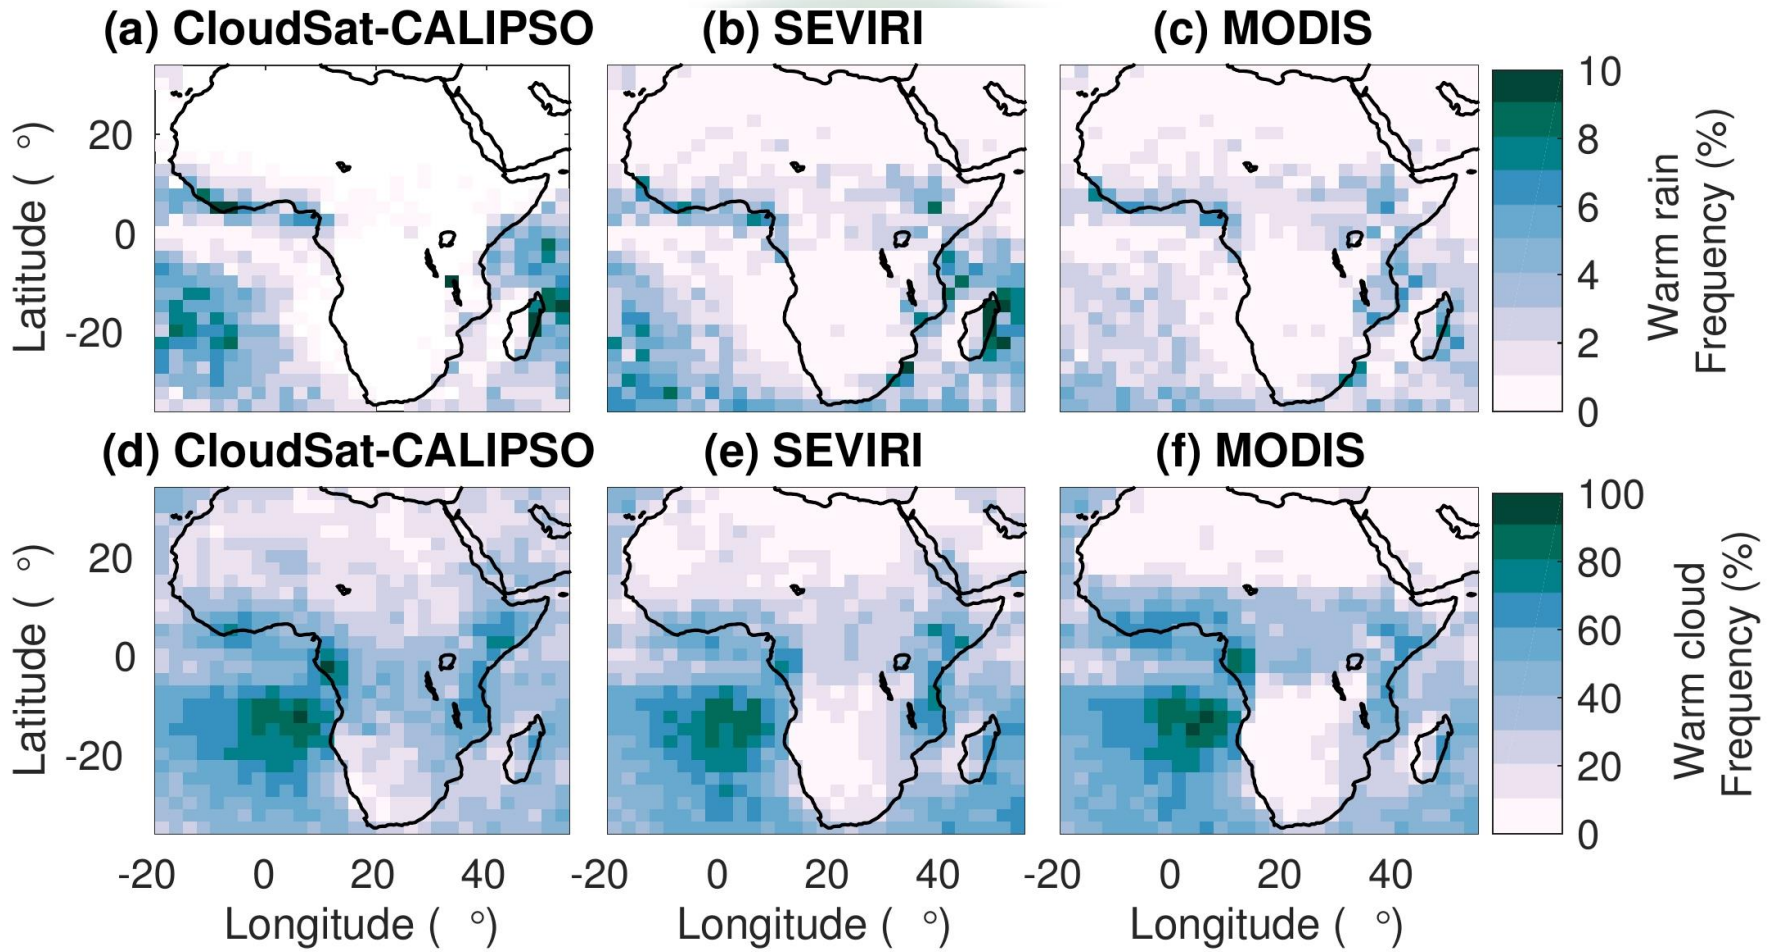 (a) CloudSat-CALIPSO (b) SEVIRI (c) MODIS
Latitude ( °)
20
0
-20
10
8
6
4
2
0
Warm rain
Frequency (%)
(d) CloudSat-CALIPSO (e) SEVIRI (f) MODIS
Latitude ( °)
20
0
-20
100
80
60
40
20
0
Warm cloud
Frequency (%)
-20 0 20 40 -20 0 20 40 -20 0 20 40
Longitude ( °) Longitude ( °) Longitude ( °)